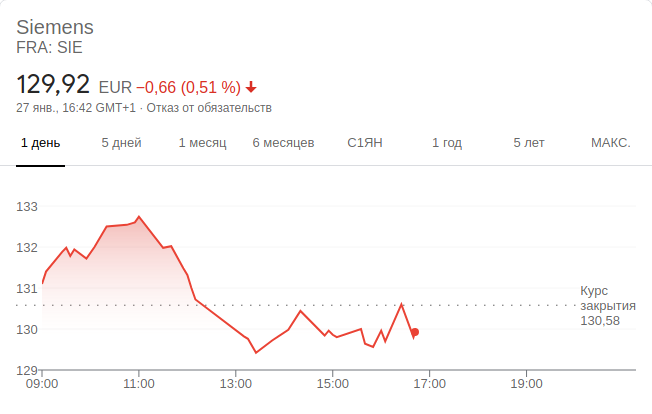 Siemens
FRA: SIE
129,92 EUR −0,66 (0,51 %)
27 янв., 16:42 GMT+1 · Отказ от обязательств
1 день 5 дней 1 месяц 6 месяцев С1ЯН 1 год 5 лет МАКС.
133
132
131
130
129
Курс
закрытия
130,58
09:00 11:00 13:00 15:00 17:00 19:00